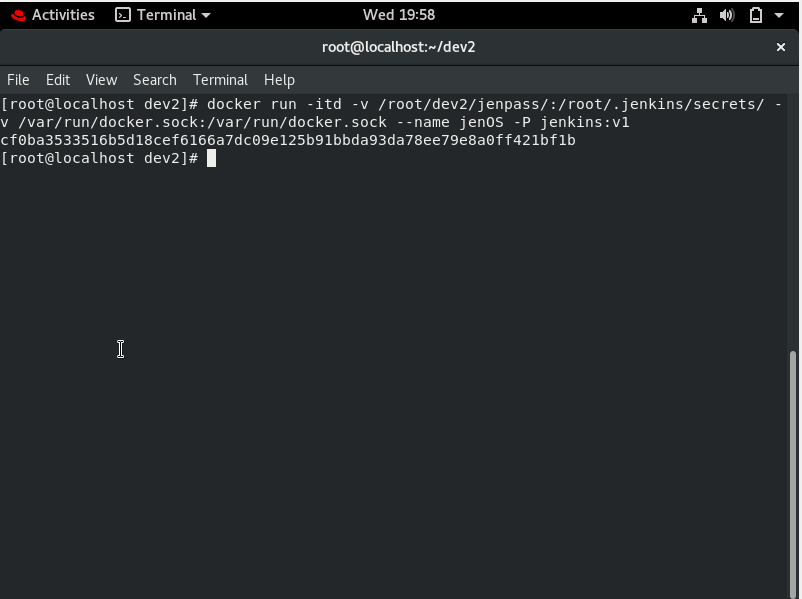 Activities Terminal Wed 19:58
root@localhost:~/dev2
File Edit View Search Terminal Help
[root@localhost dev2]# docker run -itd -v /root/dev2/jenpass/:/root/.jenkins/secrets/ -
v /var/run/docker.sock:/var/run/docker.sock --name jenOS -P jenkins:v1
cf0ba3533516b5d18cef6166a7dc09e125b91bbda93da78ee79e8a0ff421bf1b
[root@localhost dev2]#